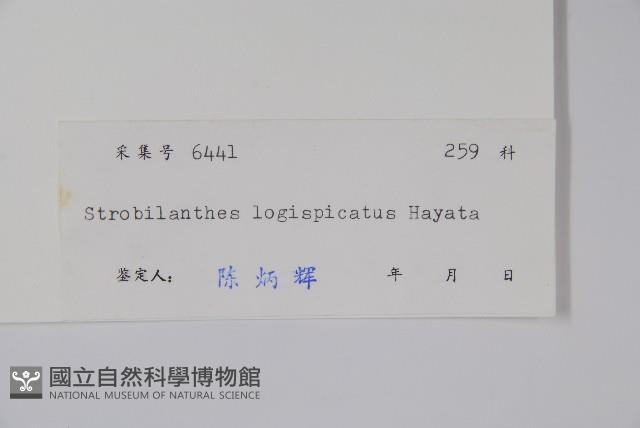 采集号 6441 259 科
Strobilanthes logispicatus Hayata
鉴定人: 陈炳辉 年 月 日
國立自然科學博物館
NATIONAL MUSEUM OF NATURAL SCIENCE